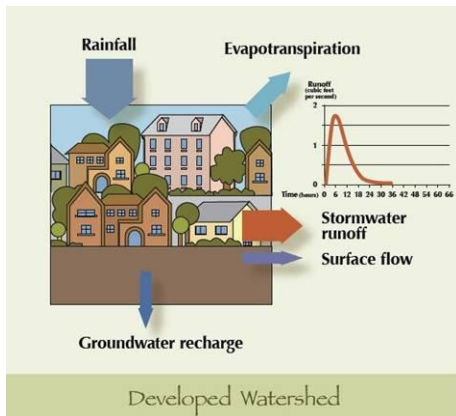 Rainfall
Evapotranspiration
Runoff
(cubic feet
per second)
2
1
0
Time (hours) 0 6 12 18 24 30 36 42 48 54 60 66
Stormwater
runoff
Surface flow
Groundwater recharge
Developed Watershed